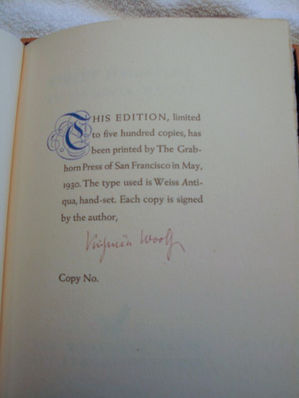 THIS EDITION, limited
to five hundred copies, has
been printed by The Grab-
horn Press of San Francisco in May,
1930. The type used is Weiss Anti-
qua, hand-set. Each copy is signed
by the author,
Virginia Woolf
Copy No.